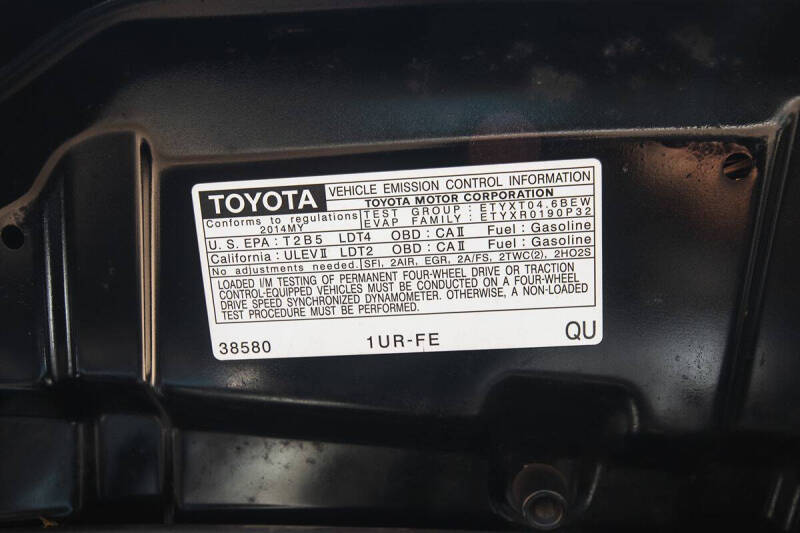 TOYOTA VEHICLE EMISSION CONTROL INFORMATION
TOYOTA MOTOR CORPORATION
Conforms to regulations
2014MY
TEST GROUP : ETYXT04.6BEW
EVAP FAMILY : ETYXR0190P32
U. S. EPA : T2B5 LDT4 OBD : CAⅡ Fuel : Gasoline
California : ULEVⅡ LDT2 OBD : CAⅡ Fuel : Gasoline
No adjustments needed. SFI, 2AIR, EGR, 2A/FS, 2TWC(2), 2HO2S
LOADED I/M TESTING OF PERMANENT FOUR-WHEEL DRIVE OR TRACTION
CONTROL-EQUIPPED VEHICLES MUST BE CONDUCTED ON A FOUR-WHEEL
DRIVE SPEED SYNCHRONIZED DYNAMOMETER. OTHERWISE, A NON-LOADED
TEST PROCEDURE MUST BE PERFORMED.
38580 1UR-FE QU